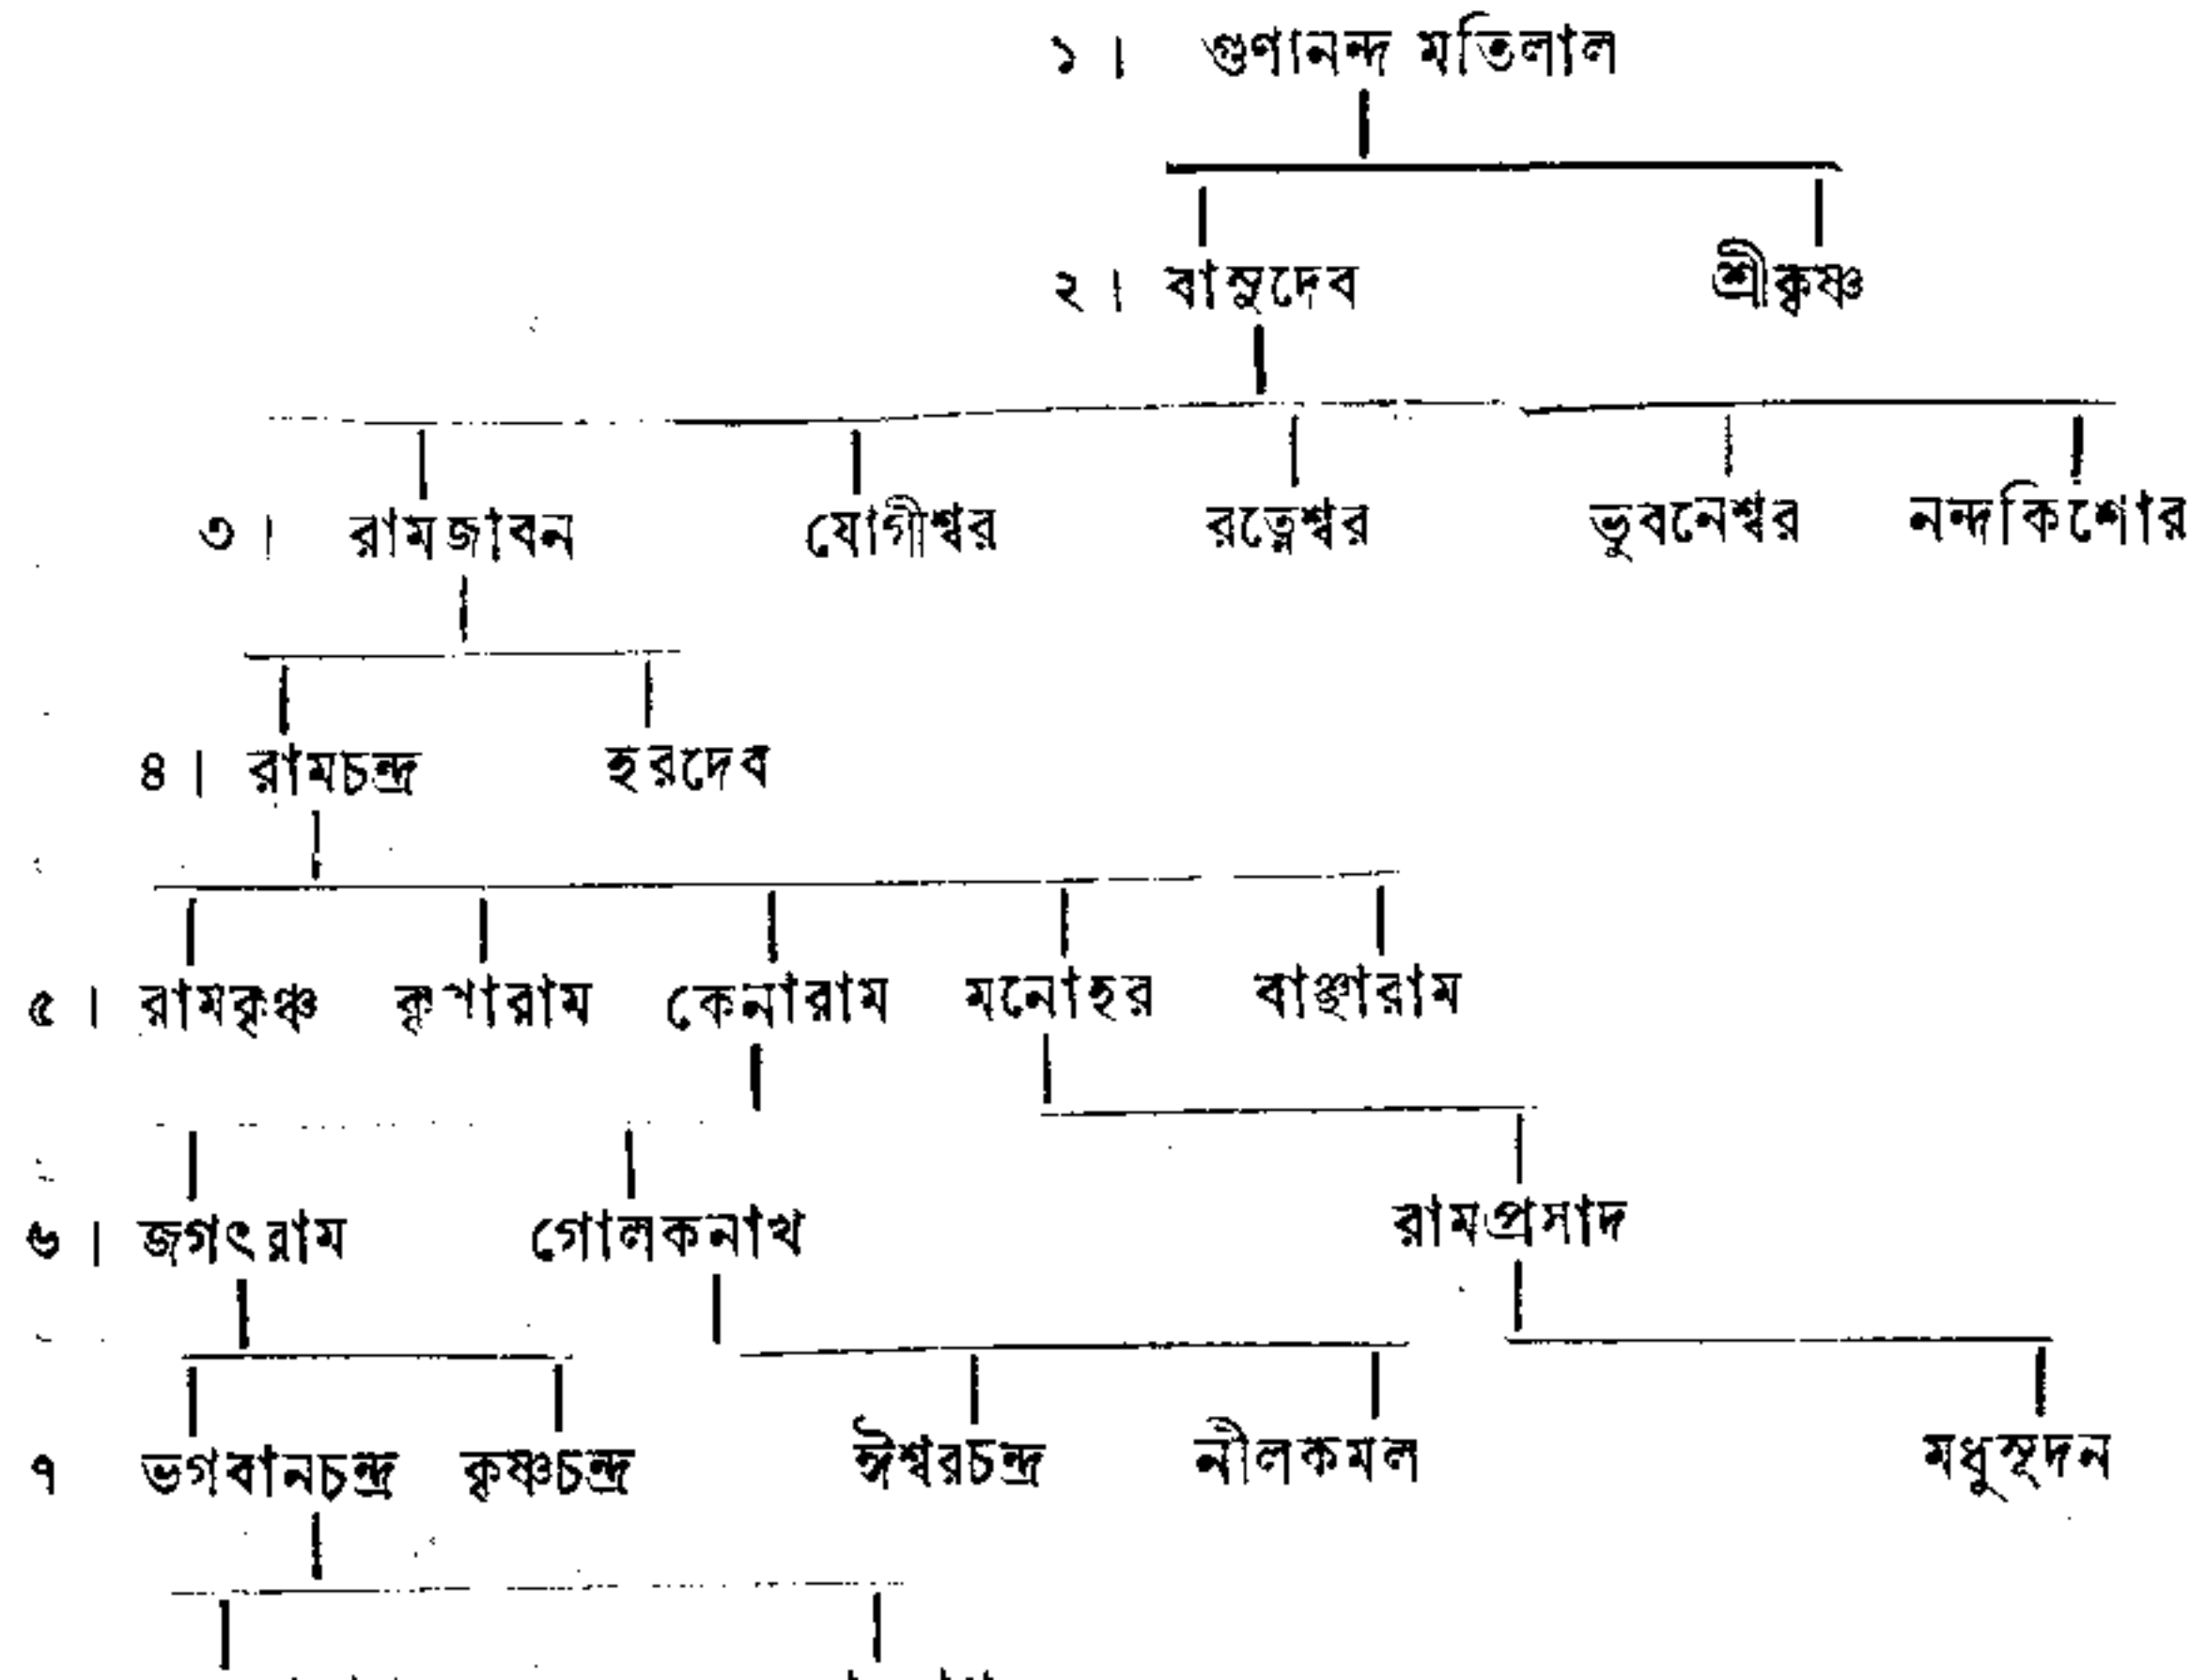 ১। গুণানন্দ মতিলাল
২। বাসুদেব শ্রীকৃষ্ণ
৩। রামজাবন যোগীশ্বর রত্নেশ্বর ভুবনেশ্বর নন্দকিশোর
৪। রামচন্দ্র হরদেব
৫। রামকৃষ্ণ কৃপারাম কেনারাম মনোহর বাঞ্ছারাম
৬। জগৎরাম গোলকনাথ রামপ্রসাদ
৭ ভগবানচন্দ্র কৃষ্ণচন্দ্র ঈশ্বরচন্দ্র নীলকমল মধুসূদন